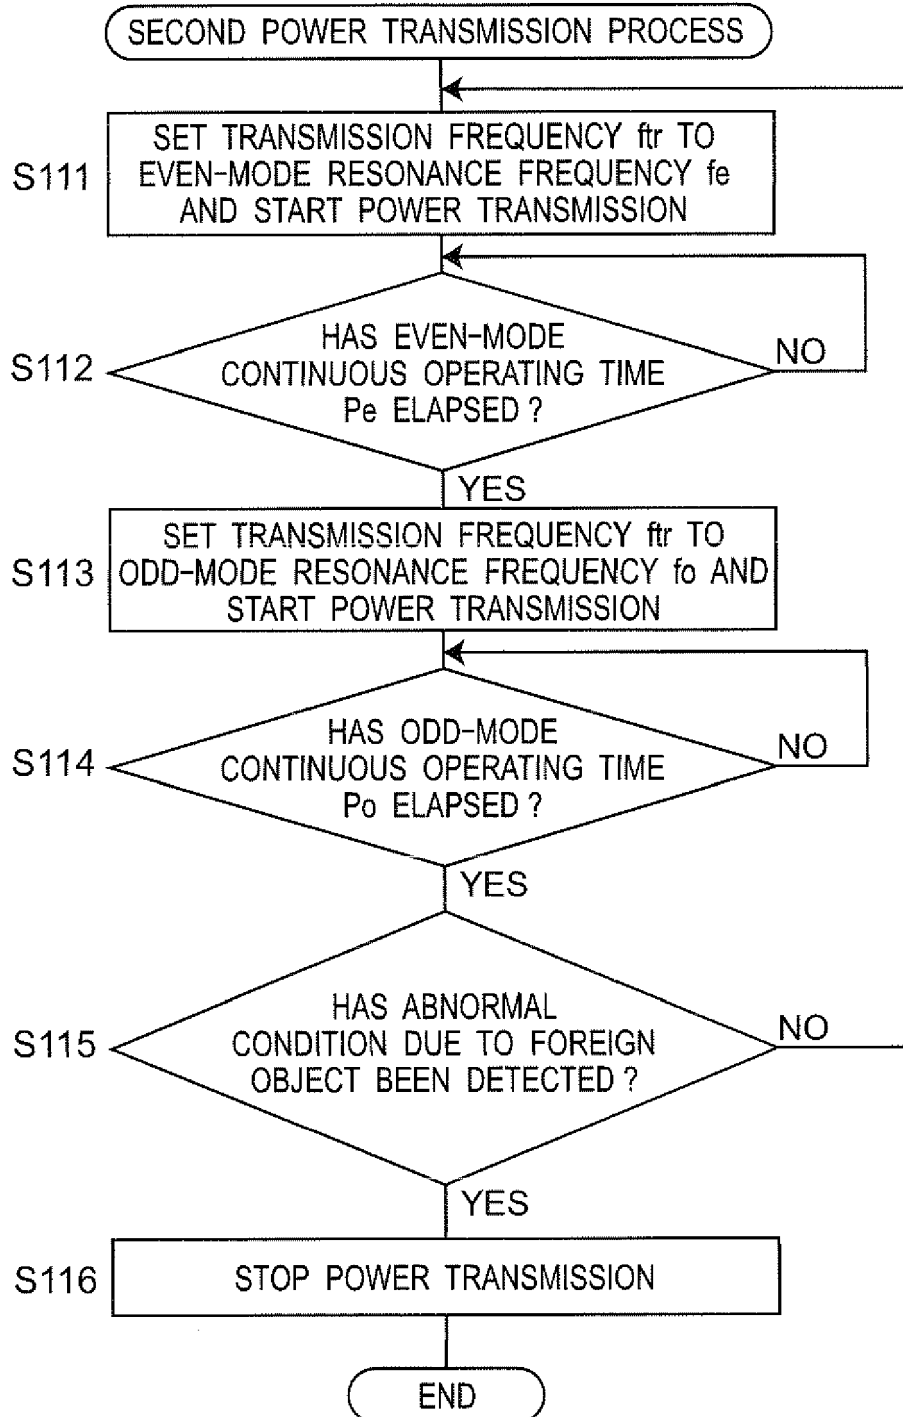 SECOND POWER TRANSMISSION PROCESS
S111
SET TRANSMISSION FREQUENCY ftr TO
EVEN-MODE RESONANCE FREQUENCY fe
AND START POWER TRANSMISSION
S112
HAS EVEN-MODE
CONTINUOUS OPERATING TIME
Pe ELAPSED ?
NO
YES
S113
SET TRANSMISSION FREQUENCY ftr TO
ODD-MODE RESONANCE FREQUENCY fo AND
START POWER TRANSMISSION
S114
HAS ODD-MODE
CONTINUOUS OPERATING TIME
Po ELAPSED ?
NO
YES
S115
HAS ABNORMAL
CONDITION DUE TO FOREIGN
OBJECT BEEN DETECTED ?
NO
YES
S116
STOP POWER TRANSMISSION
END